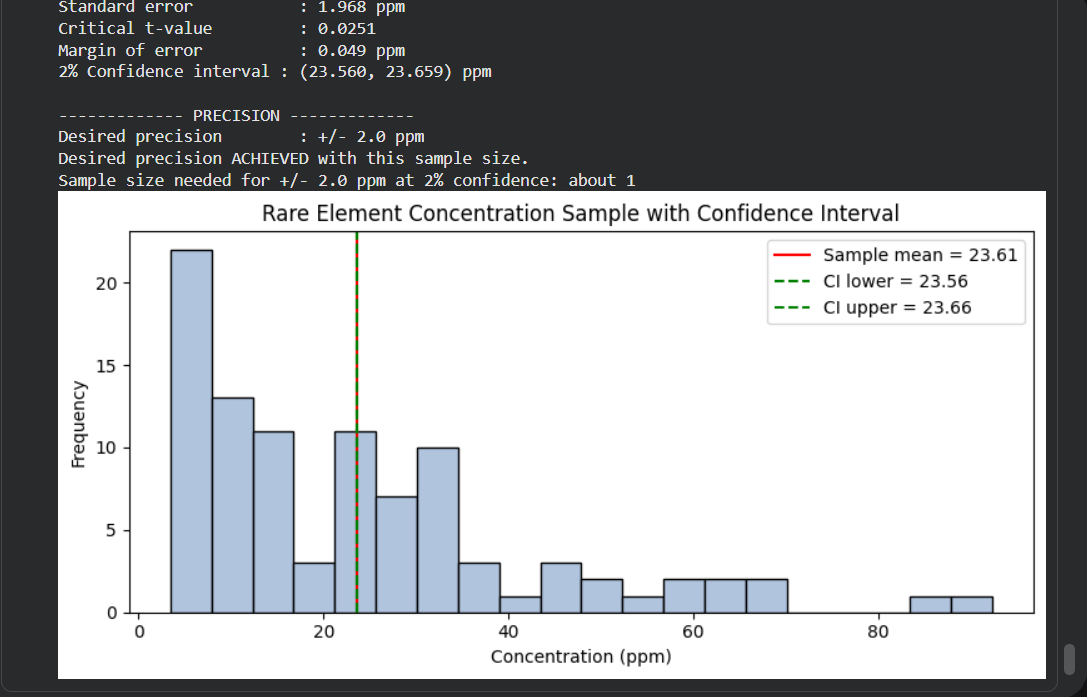 Standard error : 1.968 ppm
Critical t-value : 0.0251
Margin of error : 0.049 ppm
2% Confidence interval : (23.560, 23.659) ppm
------------- PRECISION -------------
Desired precision : +/- 2.0 ppm
Desired precision ACHIEVED with this sample size.
Sample size needed for +/- 2.0 ppm at 2% confidence: about 1
Rare Element Concentration Sample with Confidence Interval
Sample mean = 23.61
CI lower = 23.56
CI upper = 23.66
Frequency
20
15
10
5
0
0 20 40 60 80
Concentration (ppm)